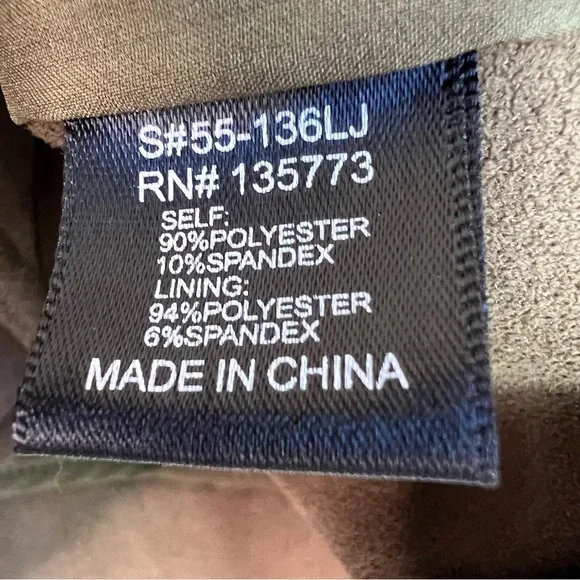 S#55-136LJ
RN# 135773
SELF:
90%POLYESTER
10%SPANDEX
LINING:
94%POLYESTER
6%SPANDEX
MADE IN CHINA